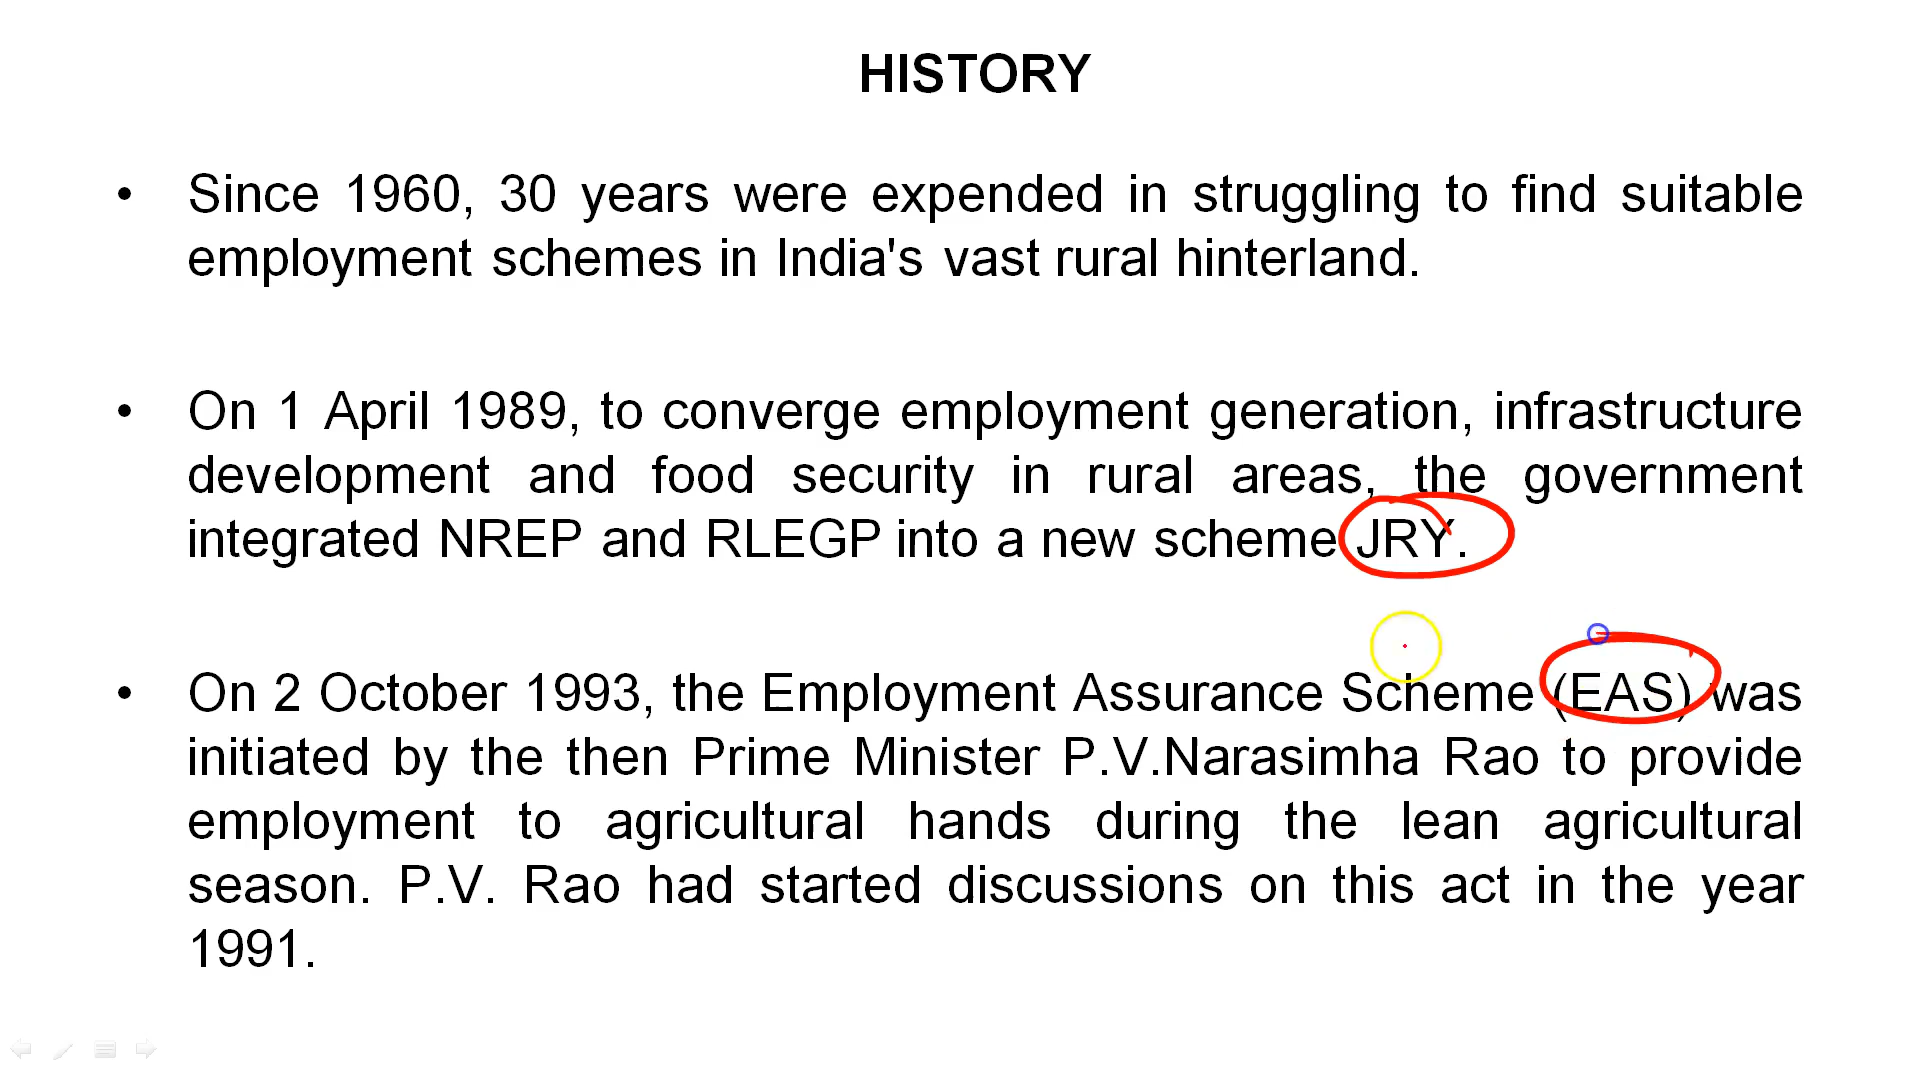 HISTORY
• Since 1960, 30 years were expended in struggling to find suitable
employment schemes in India's vast rural hinterland.
• On 1 April 1989, to converge employment generation, infrastructure
development and food security in rural areas, the government
integrated NREP and RLEGP into a new scheme JRY.
• On 2 October 1993, the Employment Assurance Scheme (EAS) was
initiated by the then Prime Minister P.V.Narasimha Rao to provide
employment to agricultural hands during the lean agricultural
season. P.V. Rao had started discussions on this act in the year
1991.